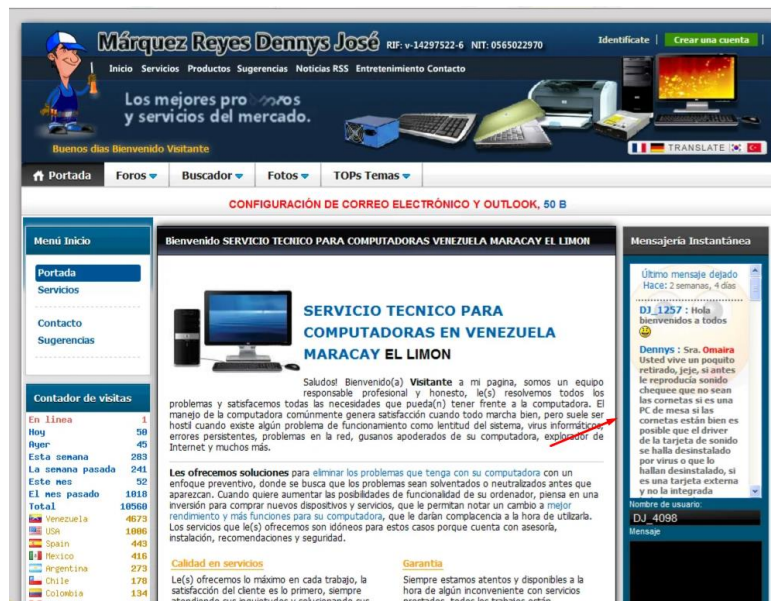 Márquez Reyes Dennys José RIF: v-14297522-6 NIT: 0565022970
Identifícate | Crear una cuenta |
Inicio Servicios Productos Sugerencias Noticias RSS Entretenimiento Contacto
Los mejores
y servicios del mercado.
Buenos días Bienvenido Visitante
TRANSLATE
Portada Foros Buscador Fotos TOPs Temas
CONFIGURACIÓN DE CORREO ELECTRÓNICO Y OUTLOOK, 50 B
Menú Inicio
Portada
Servicios
Contacto
Sugerencias
Contador de visitas
En linea 1
Hoy 50
Ayer 45
Esta semana 283
La semana pasada 241
Este mes 52
El mes pasado 1018
Total 10560
Venezuela 4673
USA 1006
Spain 443
Mexico 416
Argentina 273
Chile 178
Colombia 134
Bienvenido SERVICIO TECNICO PARA COMPUTADORAS VENEZUELA MARACAY EL LIMON
SERVICIO TECNICO PARA
COMPUTADORAS EN VENEZUELA
MARACAY EL LIMON
Saludos! Bienvenido(a) Visitante a mi pagina, somos un equipo
responsable profesional y honesto, le(s) resolvemos todos los
problemas y satisfacemos todas las necesidades que pueda(n) tener frente a la computadora. El
manejo de la computadora comúnmente genera satisfacción cuando todo marcha bien, pero suele ser
hostil cuando existe algún problema de funcionamiento como lentitud del sistema, virus informáticos,
errores persistentes, problemas en la red, gusanos apoderados de su computadora, explorador de
Internet y muchos más.
Les ofrecemos soluciones para eliminar los problemas que tenga con su computadora con un
enfoque preventivo, donde se busca que los problemas sean solventados o neutralizados antes que
aparezcan. Cuando quiere aumentar las posibilidades de funcionalidad de su ordenador, piensa en una
inversión para comprar nuevos dispositivos y servicios, que le permitan notar un cambio a mejor
rendimiento y más funciones para su computadora, que le darían complacencia a la hora de utilizarla.
Los servicios que le(s) ofrecemos son idóneos para estos casos porque cuenta con asesoría,
instalación, recomendaciones y seguridad.
Calidad en servicios
Le(s) ofrecemos lo máximo en cada trabajo, la
satisfacción del cliente es lo primero, siempre
atendiendo sus inquietudes y solucionando sus
Garantia
Siempre estamos atentos y disponibles a la
hora de algún inconveniente con servicios
prestados, todos los trabajos están
Mensajería Instantánea
Último mensaje dejado
Hace: 2 semanas, 4 días
DJ_1257 : Hola
bienvenidos a todos
Dennys : Sra. Omaira
Usted vive un poquito
retirado, jeje, si antes
le reproducía sonido
chequee que no sean
las cornetas si es una
PC de mesa si las
cornetas están bien es
posible que el driver
de la tarjeta de sonido
se halla desinstalado
por virus o que lo
hallan desinstalado, si
es una tarjeta externa
y no la integrada
Nombre de usuario:
DJ_4098
Mensaje